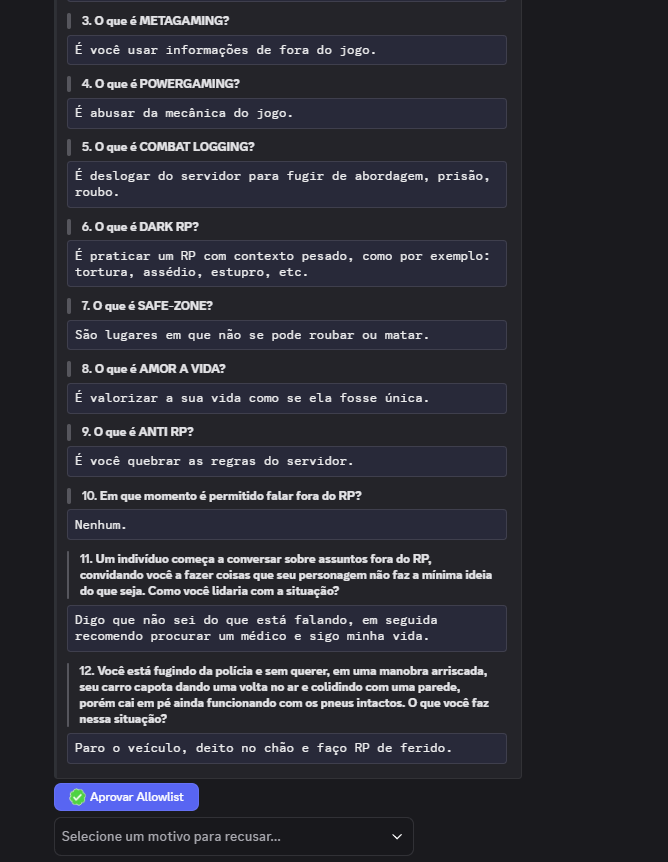 3. O que é METAGAMING?
É você usar informações de fora do jogo.
4. O que é POWERGAMING?
É abusar da mecânica do jogo.
5. O que é COMBAT LOGGING?
É deslogar do servidor para fugir de abordagem, prisão,
roubo.
6. O que é DARK RP?
É praticar um RP com contexto pesado, como por exemplo:
tortura, assédio, estupro, etc.
7. O que é SAFE-ZONE?
São lugares em que não se pode roubar ou matar.
8. O que é AMOR A VIDA?
É valorizar a sua vida como se ela fosse única.
9. O que é ANTI RP?
É você quebrar as regras do servidor.
10. Em que momento é permitido falar fora do RP?
Nenhum.
11. Um indivíduo começa a conversar sobre assuntos fora do RP,
convidando você a fazer coisas que seu personagem não faz a mínima ideia
do que seja. Como você lidaria com a situação?
Digo que não sei do que está falando, em seguida
recomendo procurar um médico e sigo minha vida.
12. Você está fugindo da polícia e sem querer, em uma manobra arriscada,
seu carro capota dando uma volta no ar e colidindo com uma parede,
porém cai em pé ainda funcionando com os pneus intactos. O que você faz
nessa situação?
Paro o veículo, deito no chão e faço RP de ferido.
Aprovar Allowlist
Selecione um motivo para recusar...